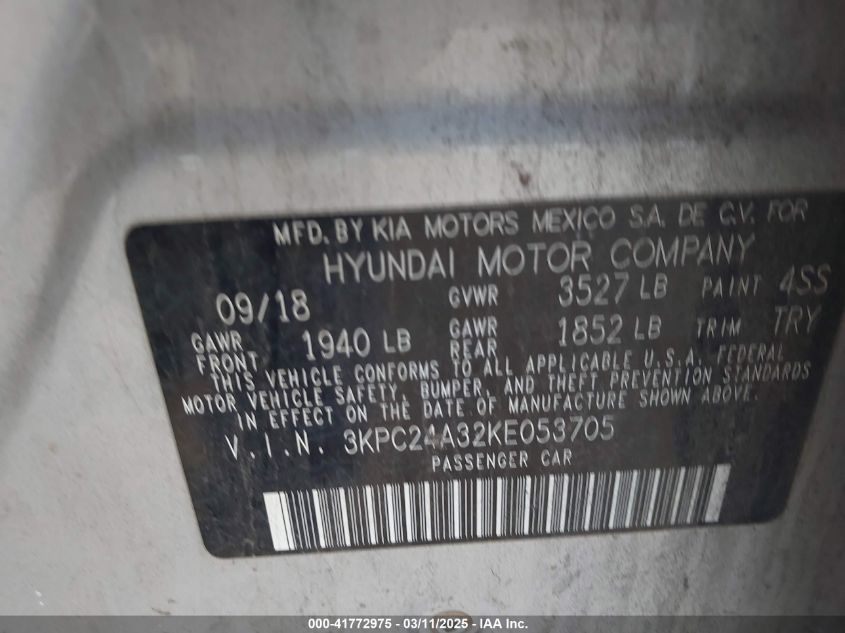 MFD. BY KIA MOTORS MEXICO S.A. DE C.V. FOR
HYUNDAI MOTOR COMPANY
09/18 GVWR 3527 LB PAINT 4SS
GAWR FRONT 1940 LB GAWR REAR 1852 LB TRIM TRY
THIS VEHICLE CONFORMS TO ALL APPLICABLE U.S.A. FEDERAL
MOTOR VEHICLE SAFETY, BUMPER, AND THEFT PREVENTION STANDARDS
IN EFFECT ON THE DATE OF MANUFACTURE SHOWN ABOVE.
V.I.N. 3KPC24A32KE053705
PASSENGER CAR
000-41772975 - 03/11/2025 - IAA Inc.